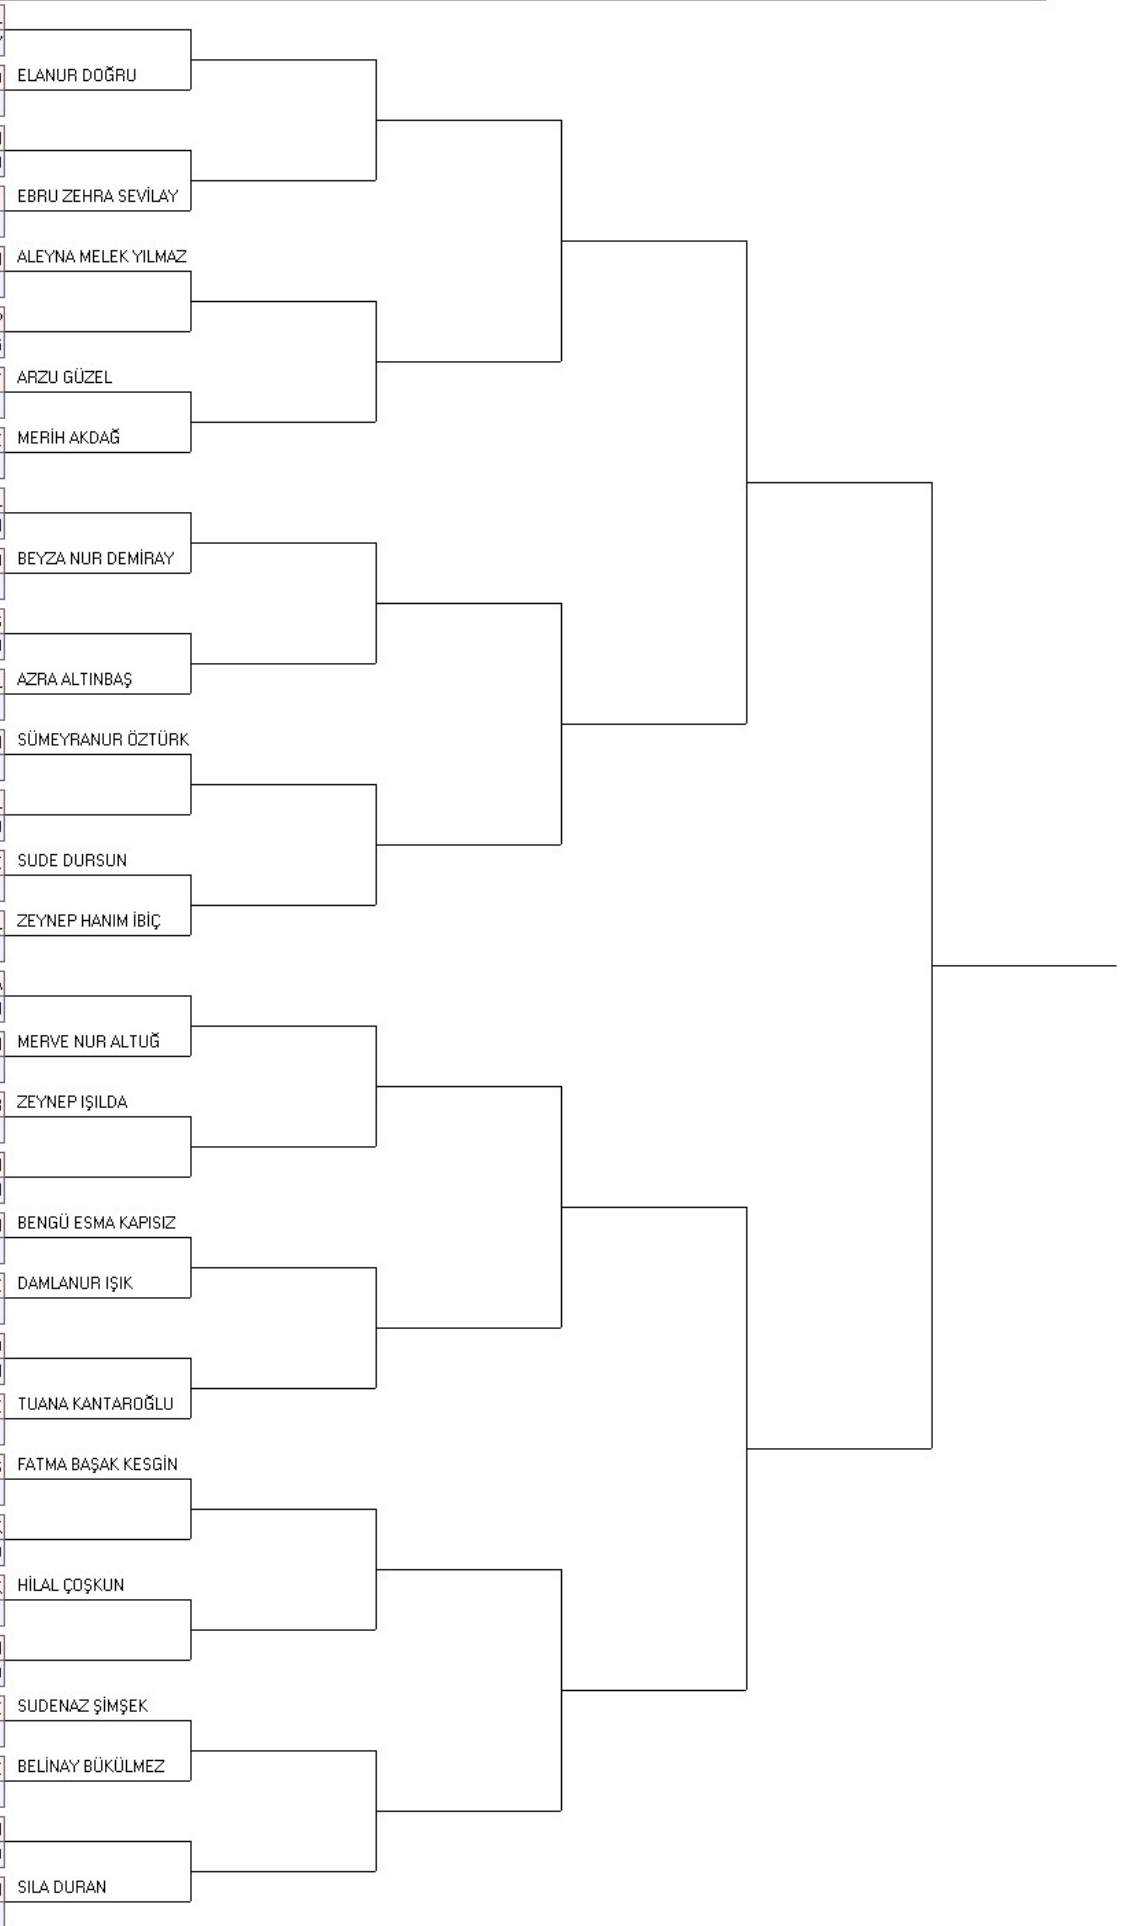 ELANUR DOĞRU
EBRU ZEHRA SEVİLAY
ALEYNA MELEK YILMAZ
ARZU GÜZEL
MERİH AKDAĞ
BEYZA NUR DEMİRAY
AZRA ALTINBAŞ
SÜMEYRANUR ÖZTÜRK
SUDE DURSUN
ZEYNEP HANIM İBİÇ
MERVE NUR ALTUĞ
ZEYNEP IŞILDA
BENGÜ ESMA KAPISIZ
DAMLANUR IŞIK
TUANA KANTAROĞLU
FATMA BAŞAK KESGİN
HİLAL ÇOŞKUN
SUDENAZ ŞİMŞEK
BELİNAY BÜKÜLMEZ
SILA DURAN